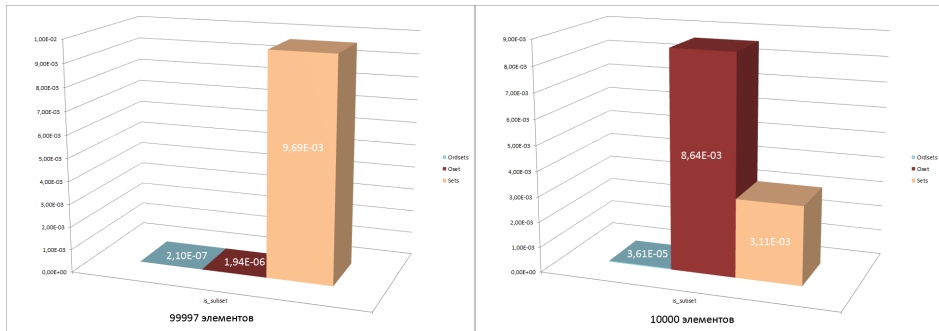 1,00E-02
9,00E-03
8,00E-03
7,00E-03
6,00E-03
5,00E-03
4,00E-03
3,00E-03
2,00E-03
1,00E-03
0,00E+00
2,10E-07
1,94E-06
9,69E-03
is_subset
Ordsets
Oset
Sets
99997 элементов
9,00E-03
8,00E-03
7,00E-03
6,00E-03
5,00E-03
4,00E-03
3,00E-03
2,00E-03
1,00E-03
0,00E+00
3,61E-05
8,64E-03
3,11E-03
is_subset
Ordsets
Oset
Sets
10000 элементов